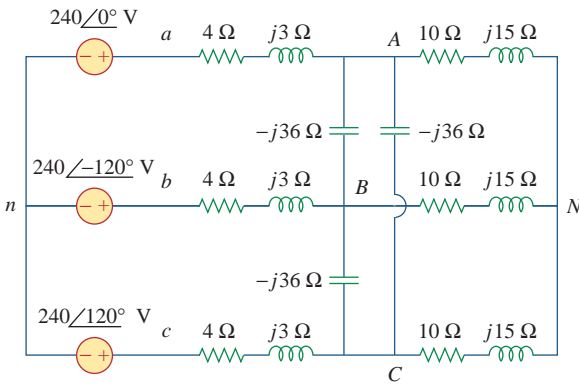 240/0° V
a 4 Ω j3 Ω A 10 Ω j15 Ω
− +
−j36 Ω −j36 Ω
240/−120° V
b 4 Ω j3 Ω B 10 Ω j15 Ω
n − + N
−j36 Ω
240/120° V
c 4 Ω j3 Ω 10 Ω j15 Ω
− +
C